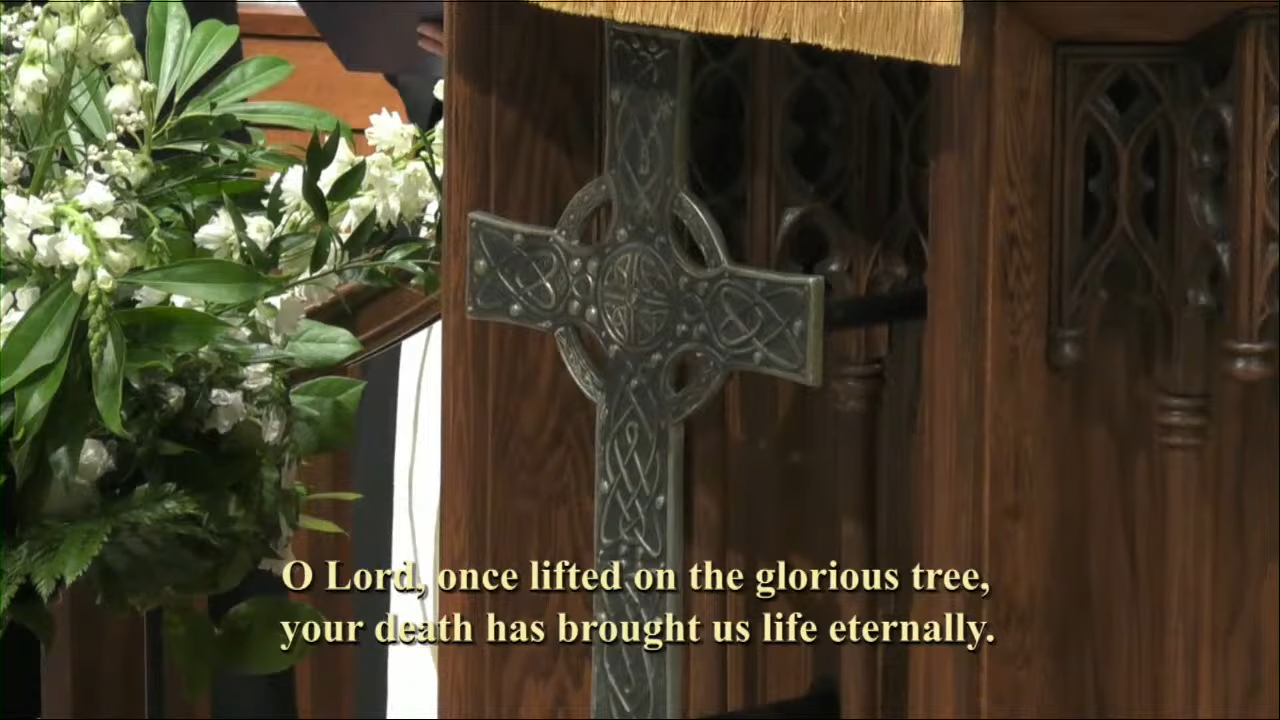 O Lord, once lifted on the glorious tree,
your death has brought us life eternally.